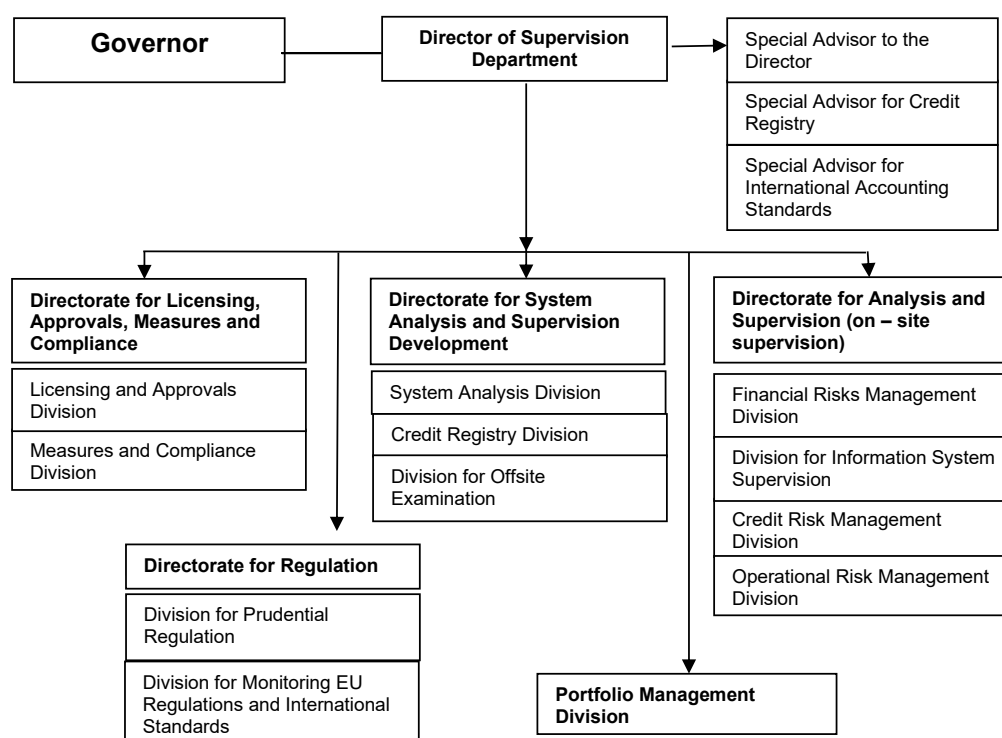 Governor
Director of Supervision
Department
Special Advisor to the
Director
Special Advisor for Credit
Registry
Special Advisor for
International Accounting
Standards
Directorate for Licensing,
Approvals, Measures and
Compliance
Licensing and Approvals
Division
Measures and Compliance
Division
Directorate for System
Analysis and Supervision
Development
System Analysis Division
Credit Registry Division
Division for Offsite
Examination
Directorate for Analysis and
Supervision (on – site
supervision)
Financial Risks Management
Division
Division for Information System
Supervision
Credit Risk Management
Division
Operational Risk Management
Division
Directorate for Regulation
Division for Prudential
Regulation
Division for Monitoring EU
Regulations and International
Standards
Portfolio Management
Division